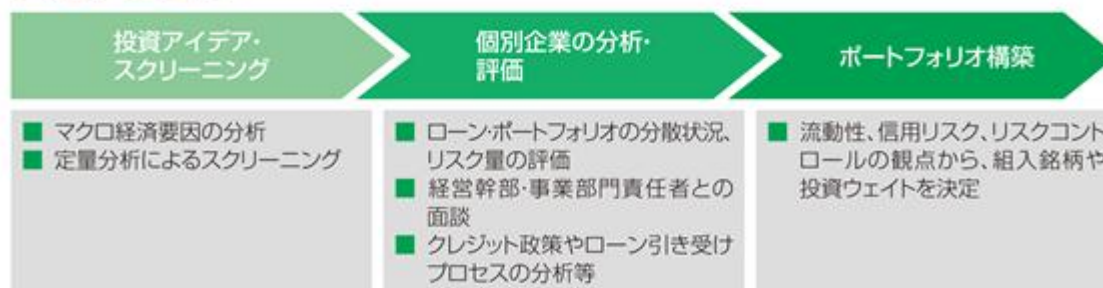 投資アイデア・
スクリーニング
個別企業の分析・
評価
ポートフォリオ構築
■ マクロ経済要因の分析
■ 定量分析によるスクリーニング
■ ローン・ポートフォリオの分散状況、
リスク量の評価
■ 経営幹部・事業部門責任者との
面談
■ クレジット政策やローン引き受け
プロセスの分析等
■ 流動性、信用リスク、リスクコント
ロールの観点から、組入銘柄や
投資ウェイトを決定